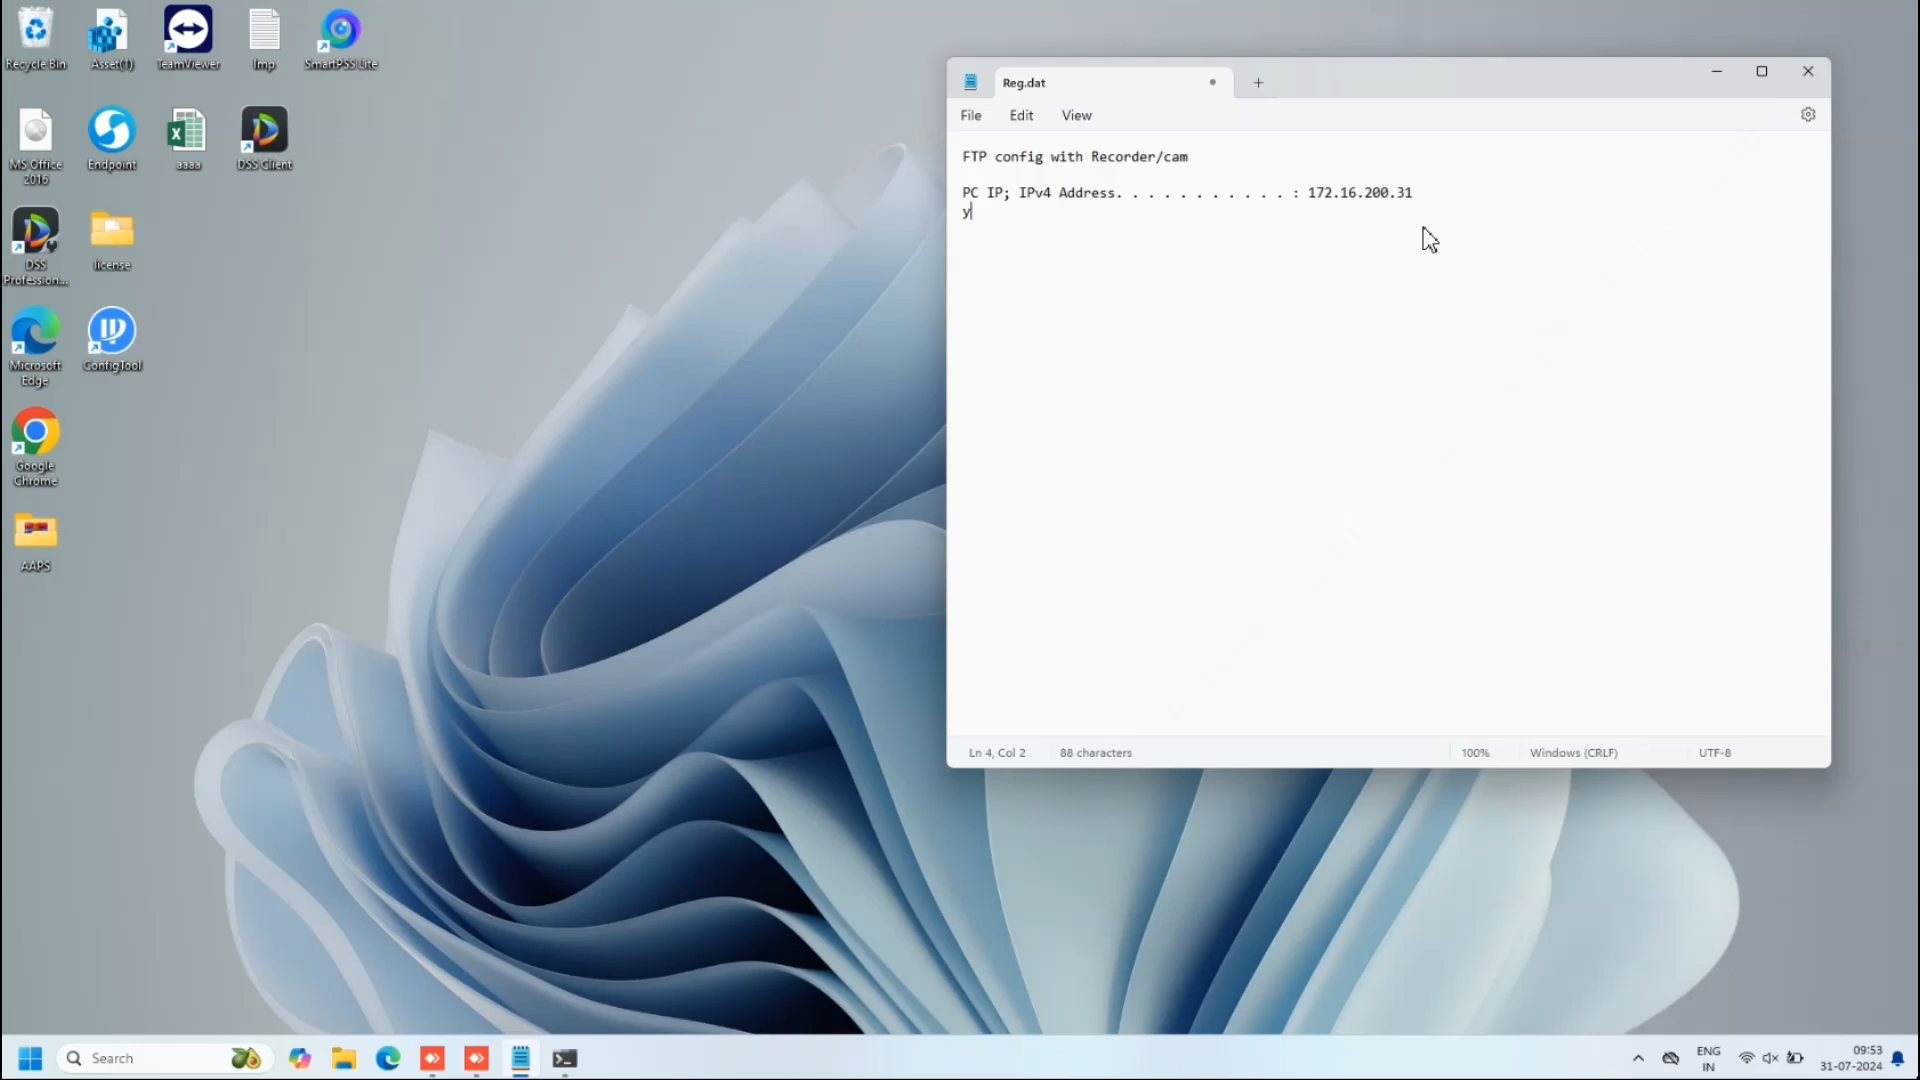 Recycle Bin
Asset(1)
TeamViewer
Imp
SmartPSS Lite
MS Office 2016
Endpoint
aaaa
DSS Client
DSS Profession...
license
Microsoft Edge
ConfigTool
Google Chrome
AAPS
Reg.dat
File Edit View
FTP config with Recorder/cam
PC IP; IPv4 Address. . . . . . . . . . . : 172.16.200.31
y
Ln 4, Col 2 88 characters 100% Windows (CRLF) UTF-8
Search
ENG
IN
09:53
31-07-2024